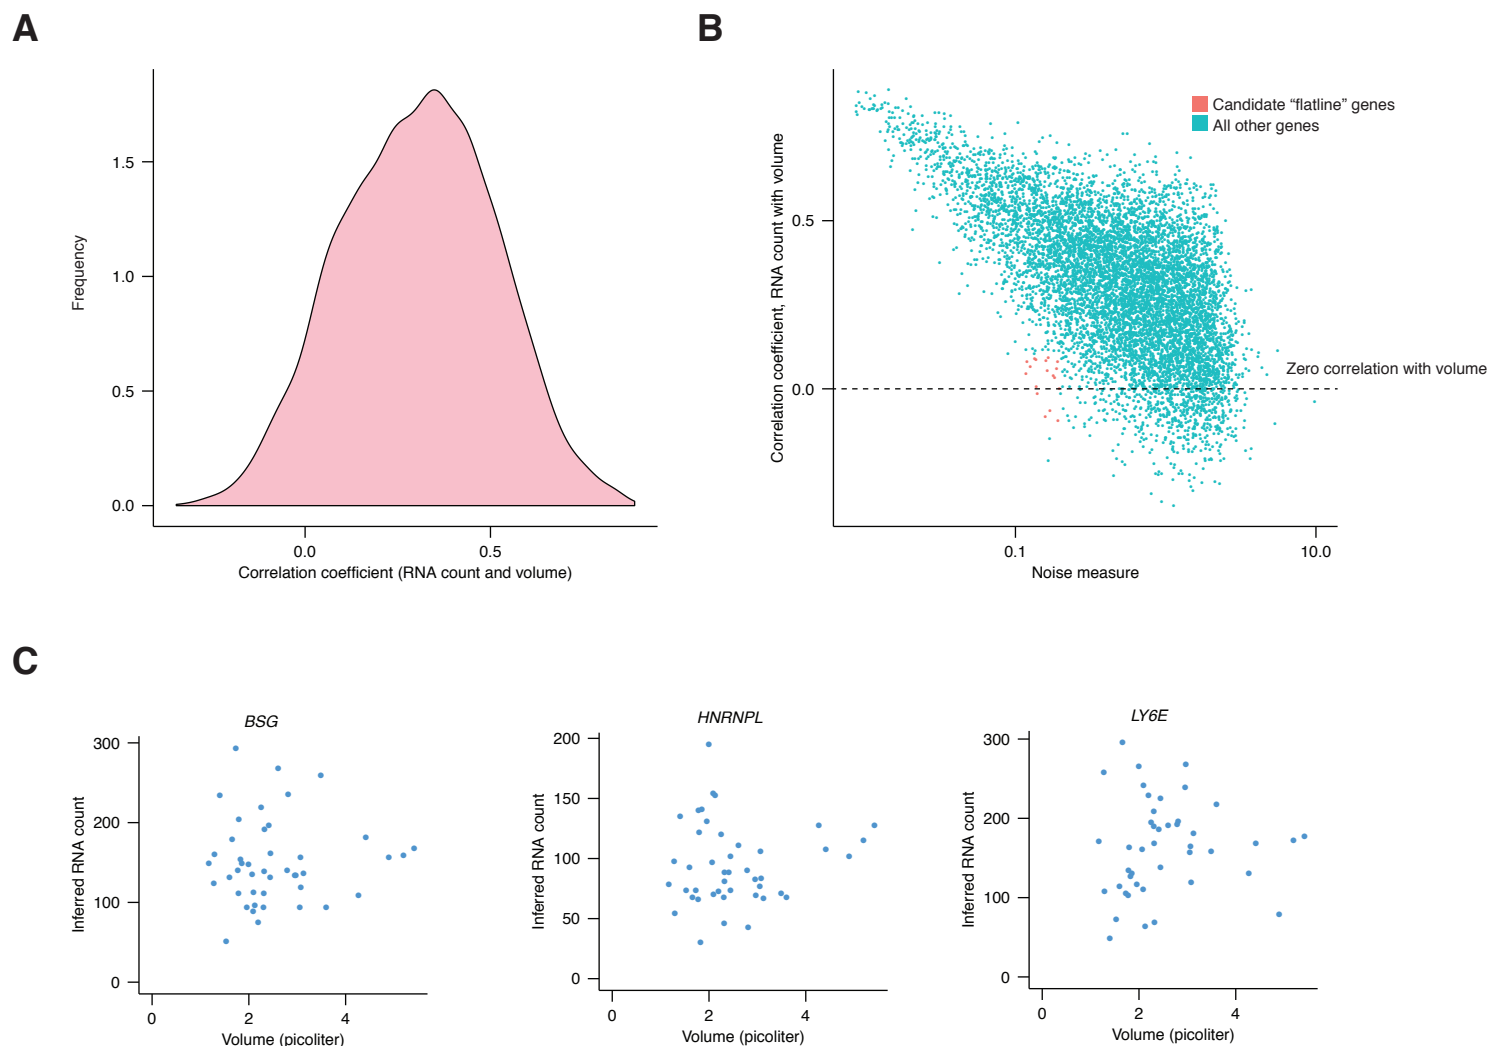 A
B
Frequency
1.5
1.0
0.5
0.0
0.0
0.5
Correlation coefficient (RNA count and volume)
Correlation coefficient, RNA count with volume
0.5
0.0
Candidate “flatline” genes
All other genes
Zero correlation with volume
0.1
10.0
Noise measure
C
BSG
Inferred RNA count
300
200
100
0
0
2
4
Volume (picoliter)
HNRNPL
Inferred RNA count
200
150
100
50
0
0
2
4
Volume (picoliter)
LY6E
Inferred RNA count
300
200
100
0
0
2
4
Volume (picoliter)